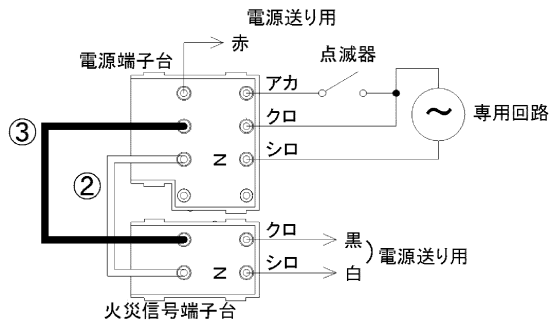 電源送り用
赤
点滅器
電源端子台
アカ
クロ
専用回路
③
シロ
N
②
クロ
黒
電源送り用
シロ
白
N
火災信号端子台